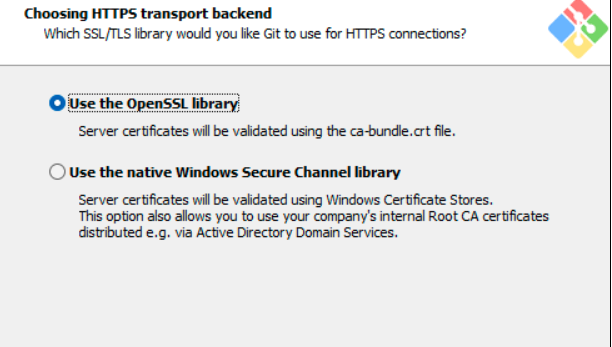 Choosing HTTPS transport backend
Which SSL/TLS library would you like Git to use for HTTPS connections?
Use the OpenSSL library
Server certificates will be validated using the ca-bundle.crt file.
Use the native Windows Secure Channel library
Server certificates will be validated using Windows Certificate Stores.
This option also allows you to use your company's internal Root CA certificates
distributed e.g. via Active Directory Domain Services.